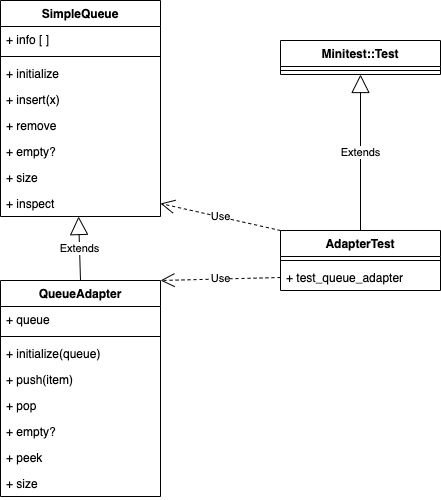 SimpleQueue
+ info [ ]
+ initialize
+ insert(x)
+ remove
+ empty?
+ size
+ inspect
Minitest::Test
Extends
Use
Extends
AdapterTest
+ test_queue_adapter
Use
QueueAdapter
+ queue
+ initialize(queue)
+ push(item)
+ pop
+ empty?
+ peek
+ size